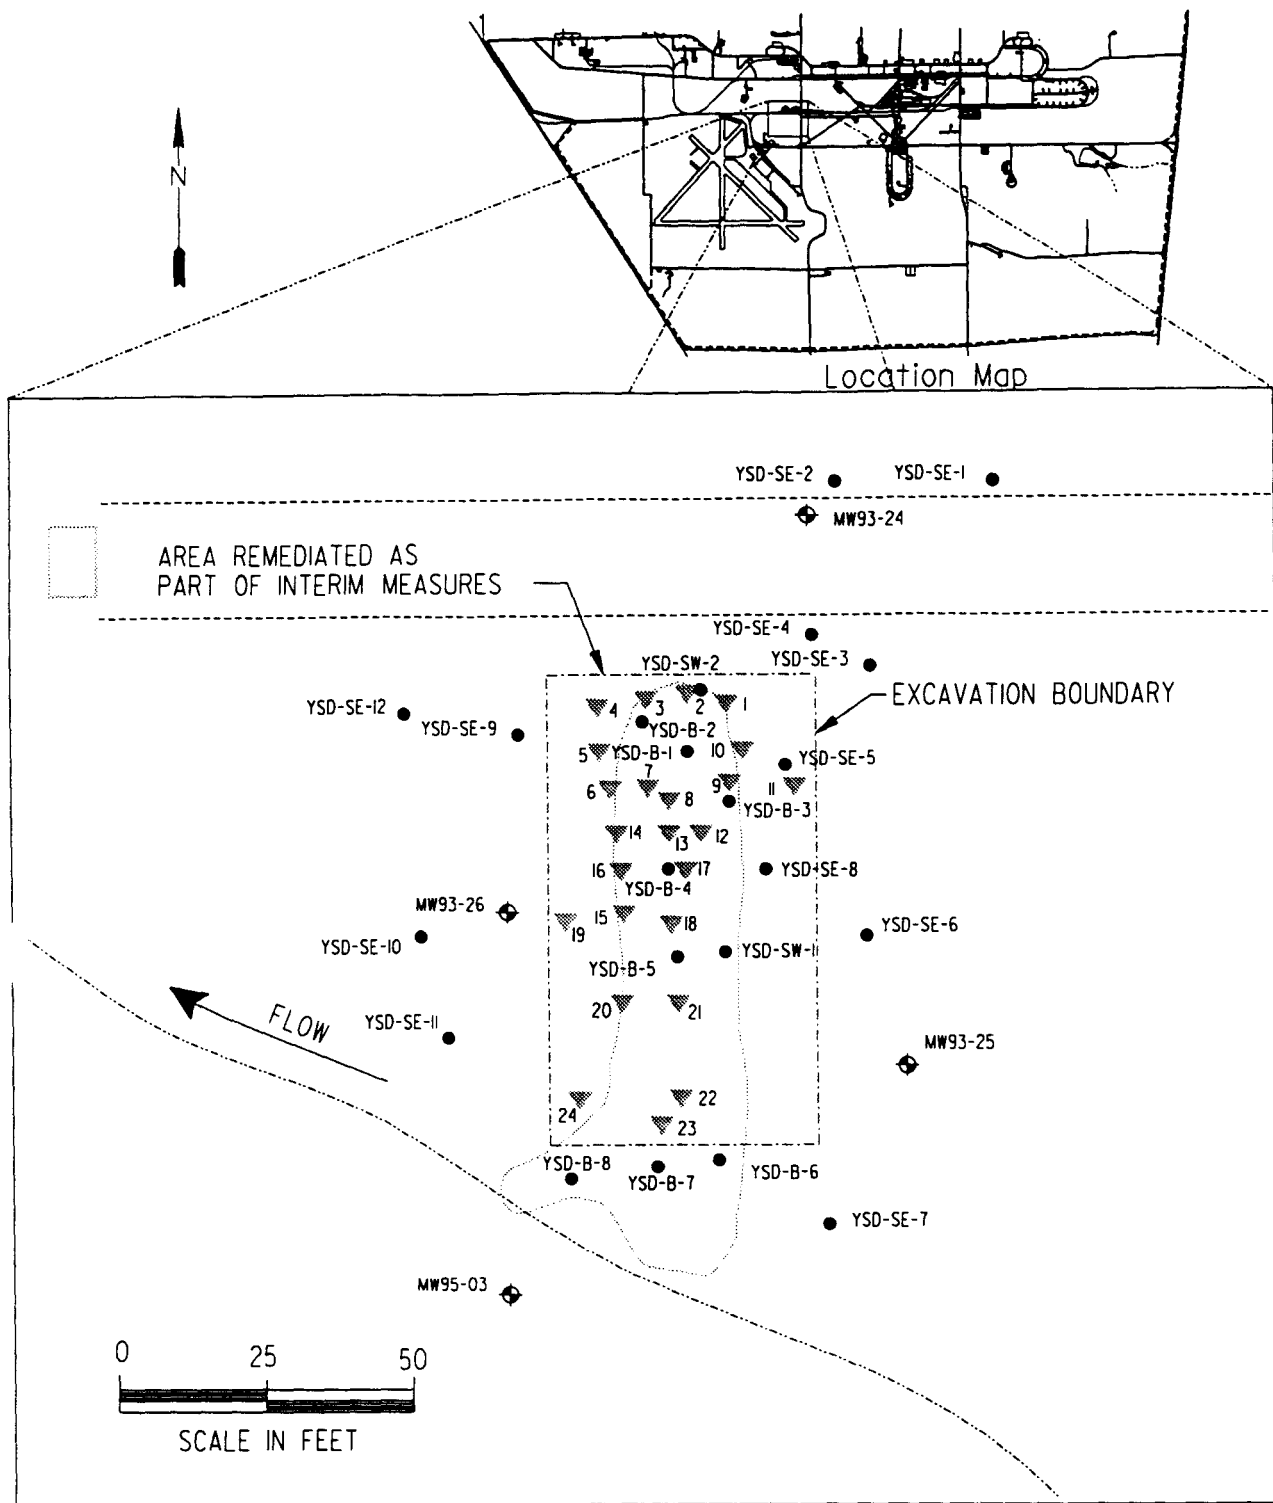 N
Location Map
YSD-SE-2
YSD-SE-1
MW93-24
AREA REMEDIATED AS
PART OF INTERIM MEASURES
YSD-SE-4
YSD-SW-2
YSD-SE-3
EXCAVATION BOUNDARY
YSD-SE-12
YSD-SE-9
4
3
2
1
YSD-B-2
5
YSD-B-1
10
YSD-SE-5
6
7
8
9
11
YSD-B-3
14
13
12
16
YSD-B-4
17
YSD-SE-8
MW93-26
15
18
19
YSD-SE-10
YSD-SE-6
YSD-B-5
YSD-SW-1
FLOW
20
21
YSD-SE-11
MW93-25
24
22
23
YSD-B-8
YSD-B-7
YSD-B-6
YSD-SE-7
MW95-03
0 25 50
SCALE IN FEET